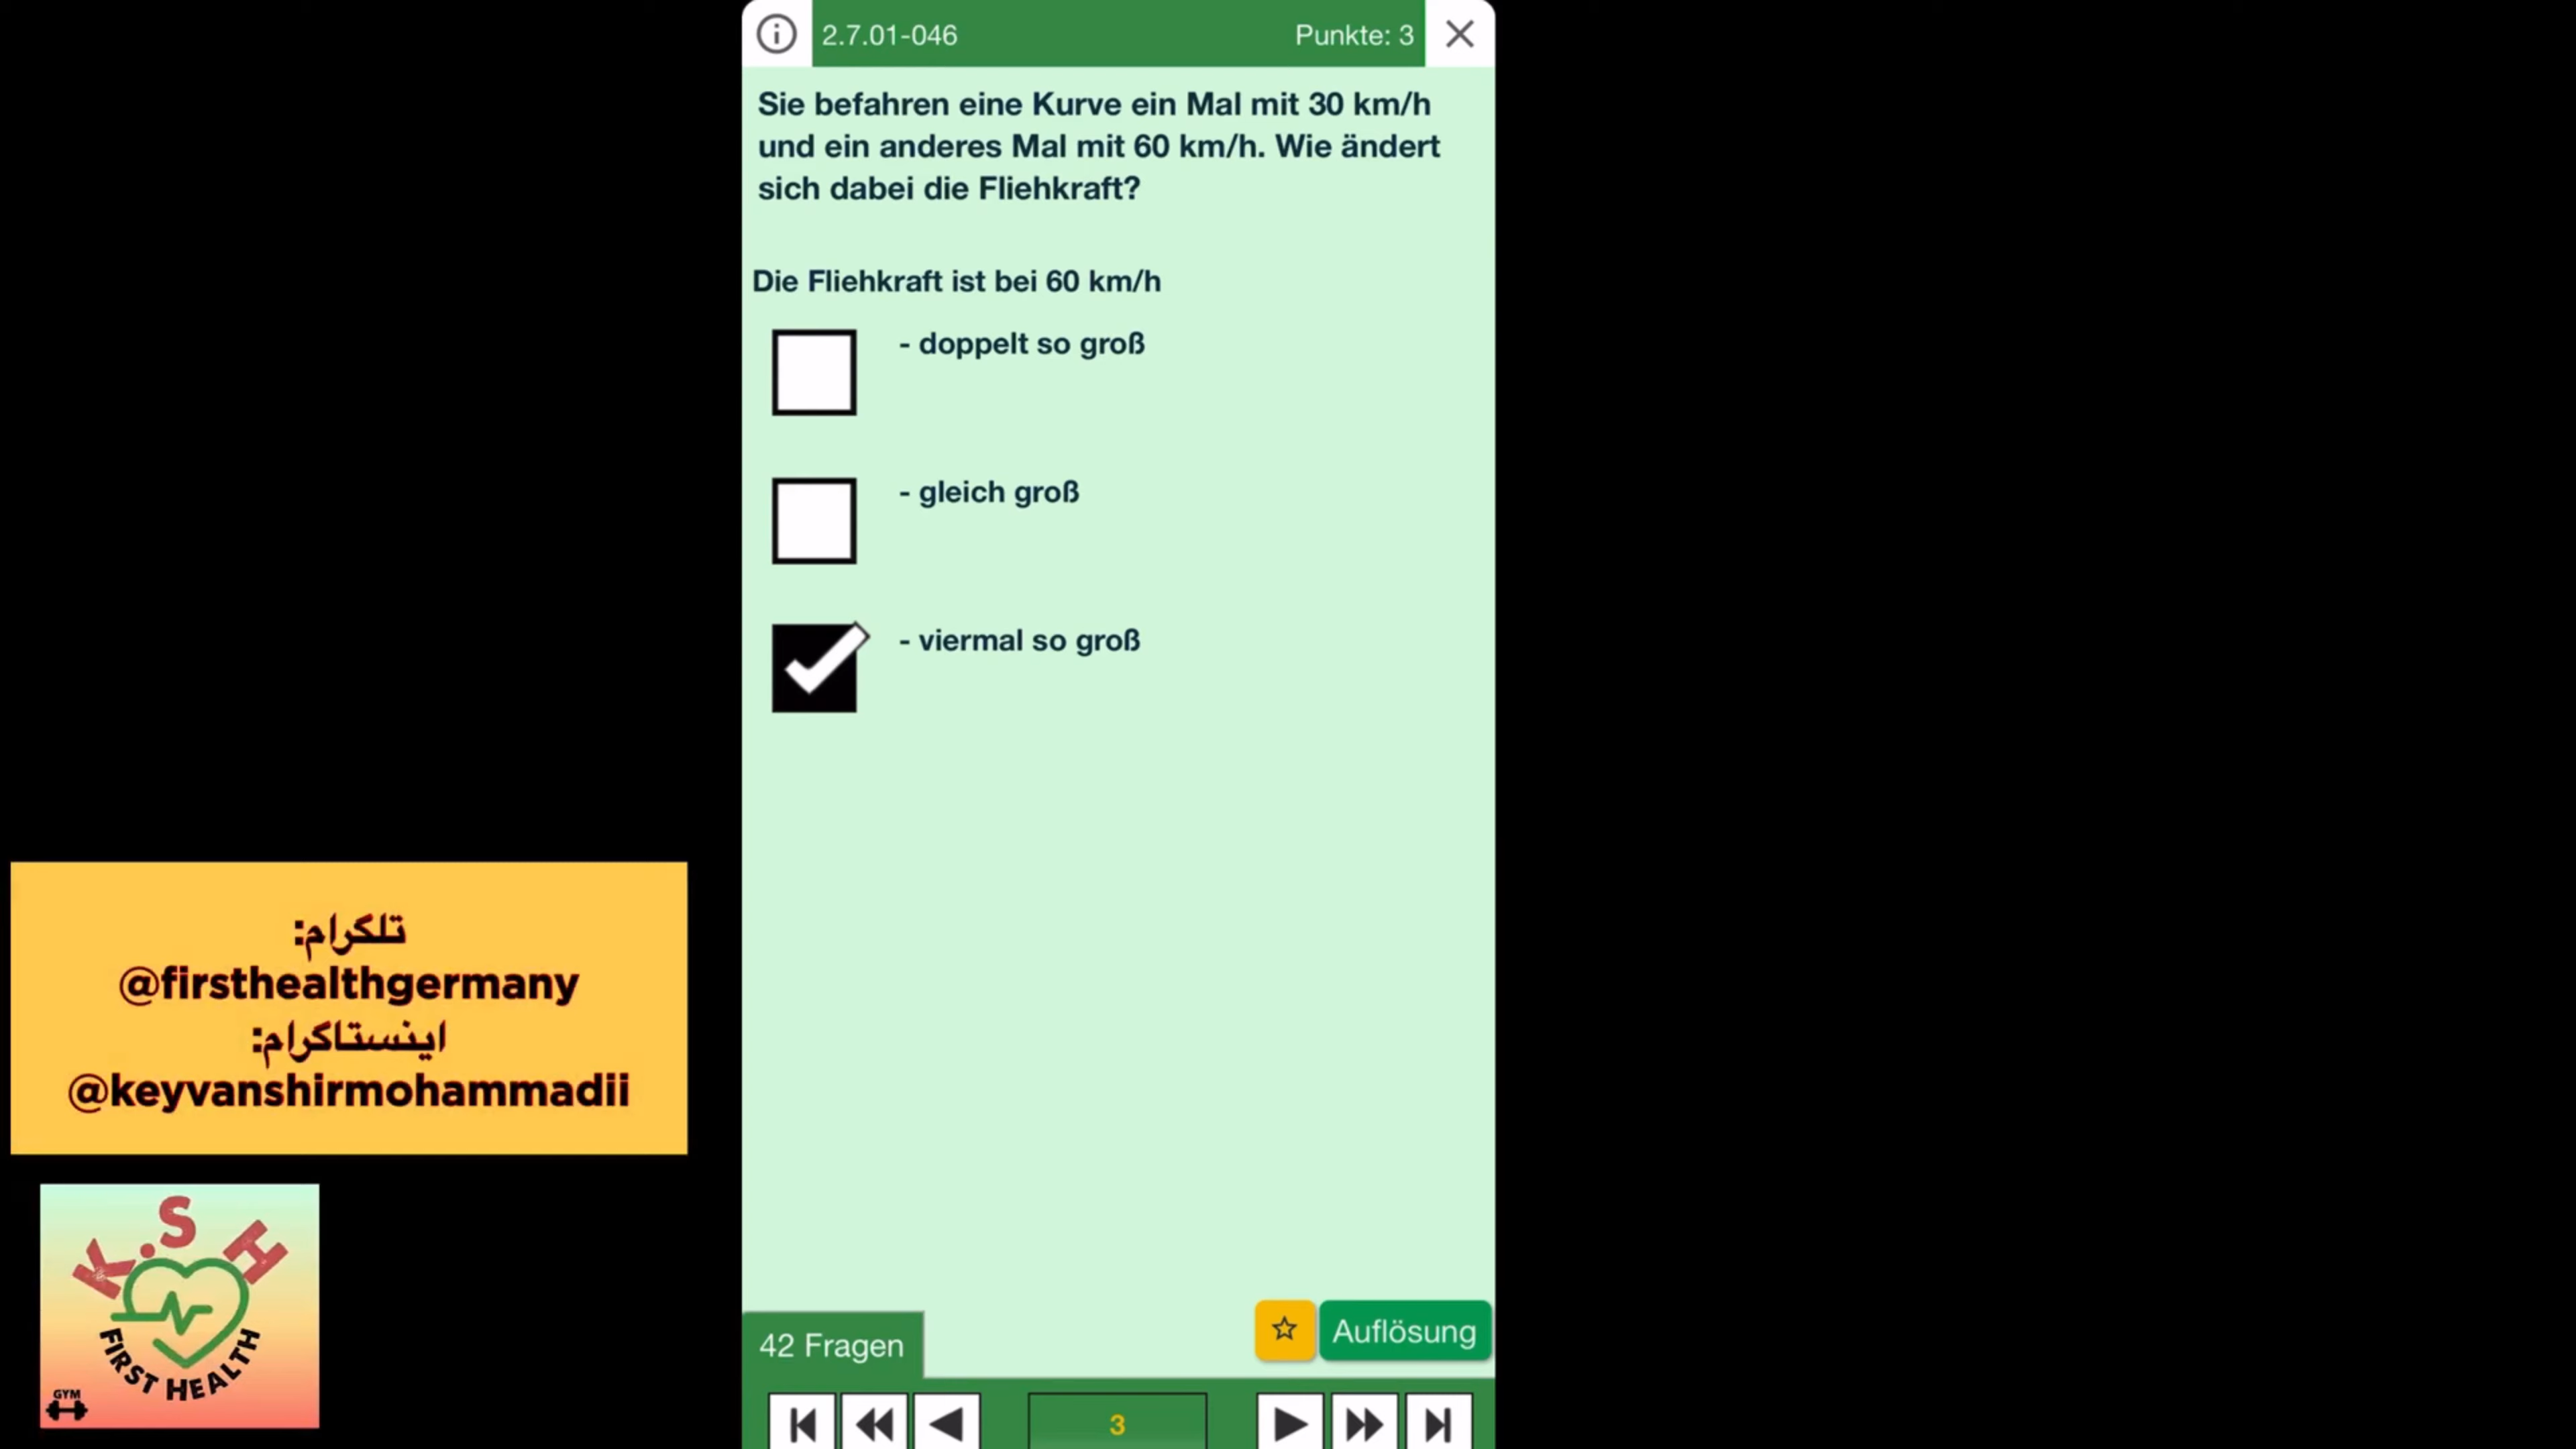 2.7.01-046
Punkte: 3
Sie befahren eine Kurve ein Mal mit 30 km/h
und ein anderes Mal mit 60 km/h. Wie ändert
sich dabei die Fliehkraft?
Die Fliehkraft ist bei 60 km/h
- doppelt so groß
- gleich groß
- viermal so groß
تلگرام:
@firsthealthgermany
اینستاگرام:
@keyvanshirmohammadii
K.S H
FIRST HEALTH
GYM
42 Fragen
Auflösung
3